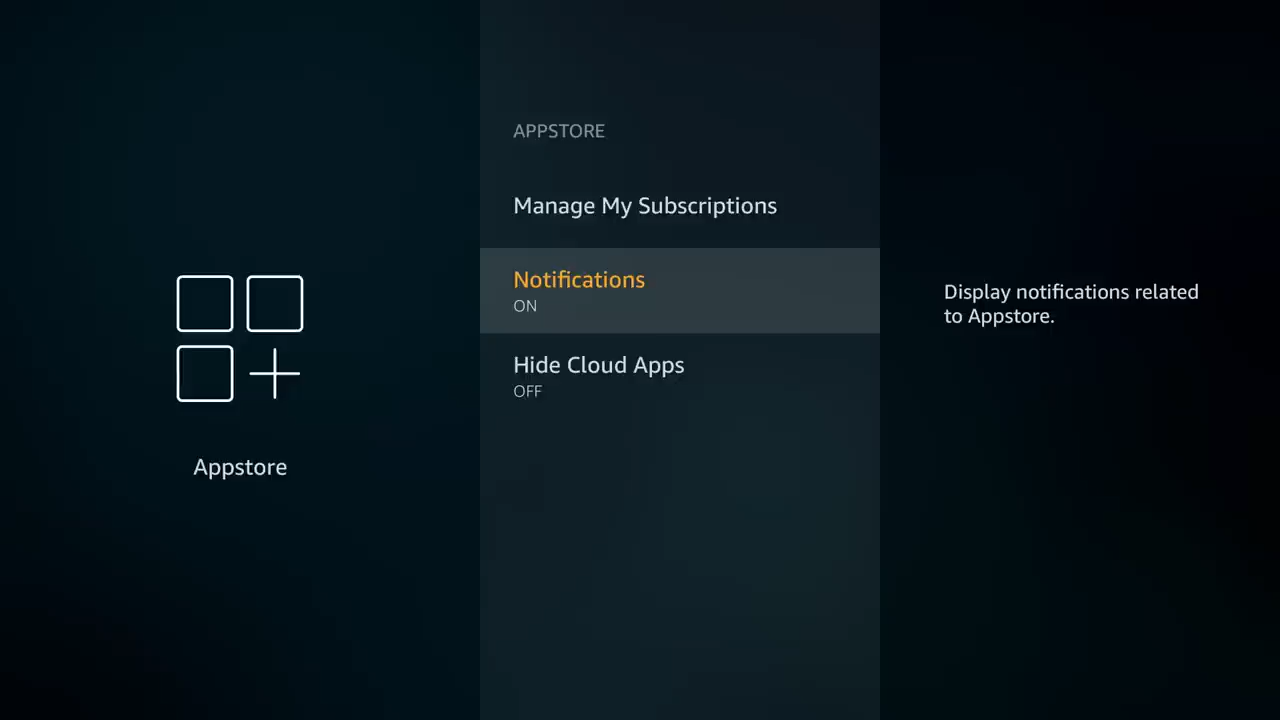 APPSTORE
Manage My Subscriptions
Notifications
ON
Display notifications related
to Appstore.
Hide Cloud Apps
OFF
Appstore